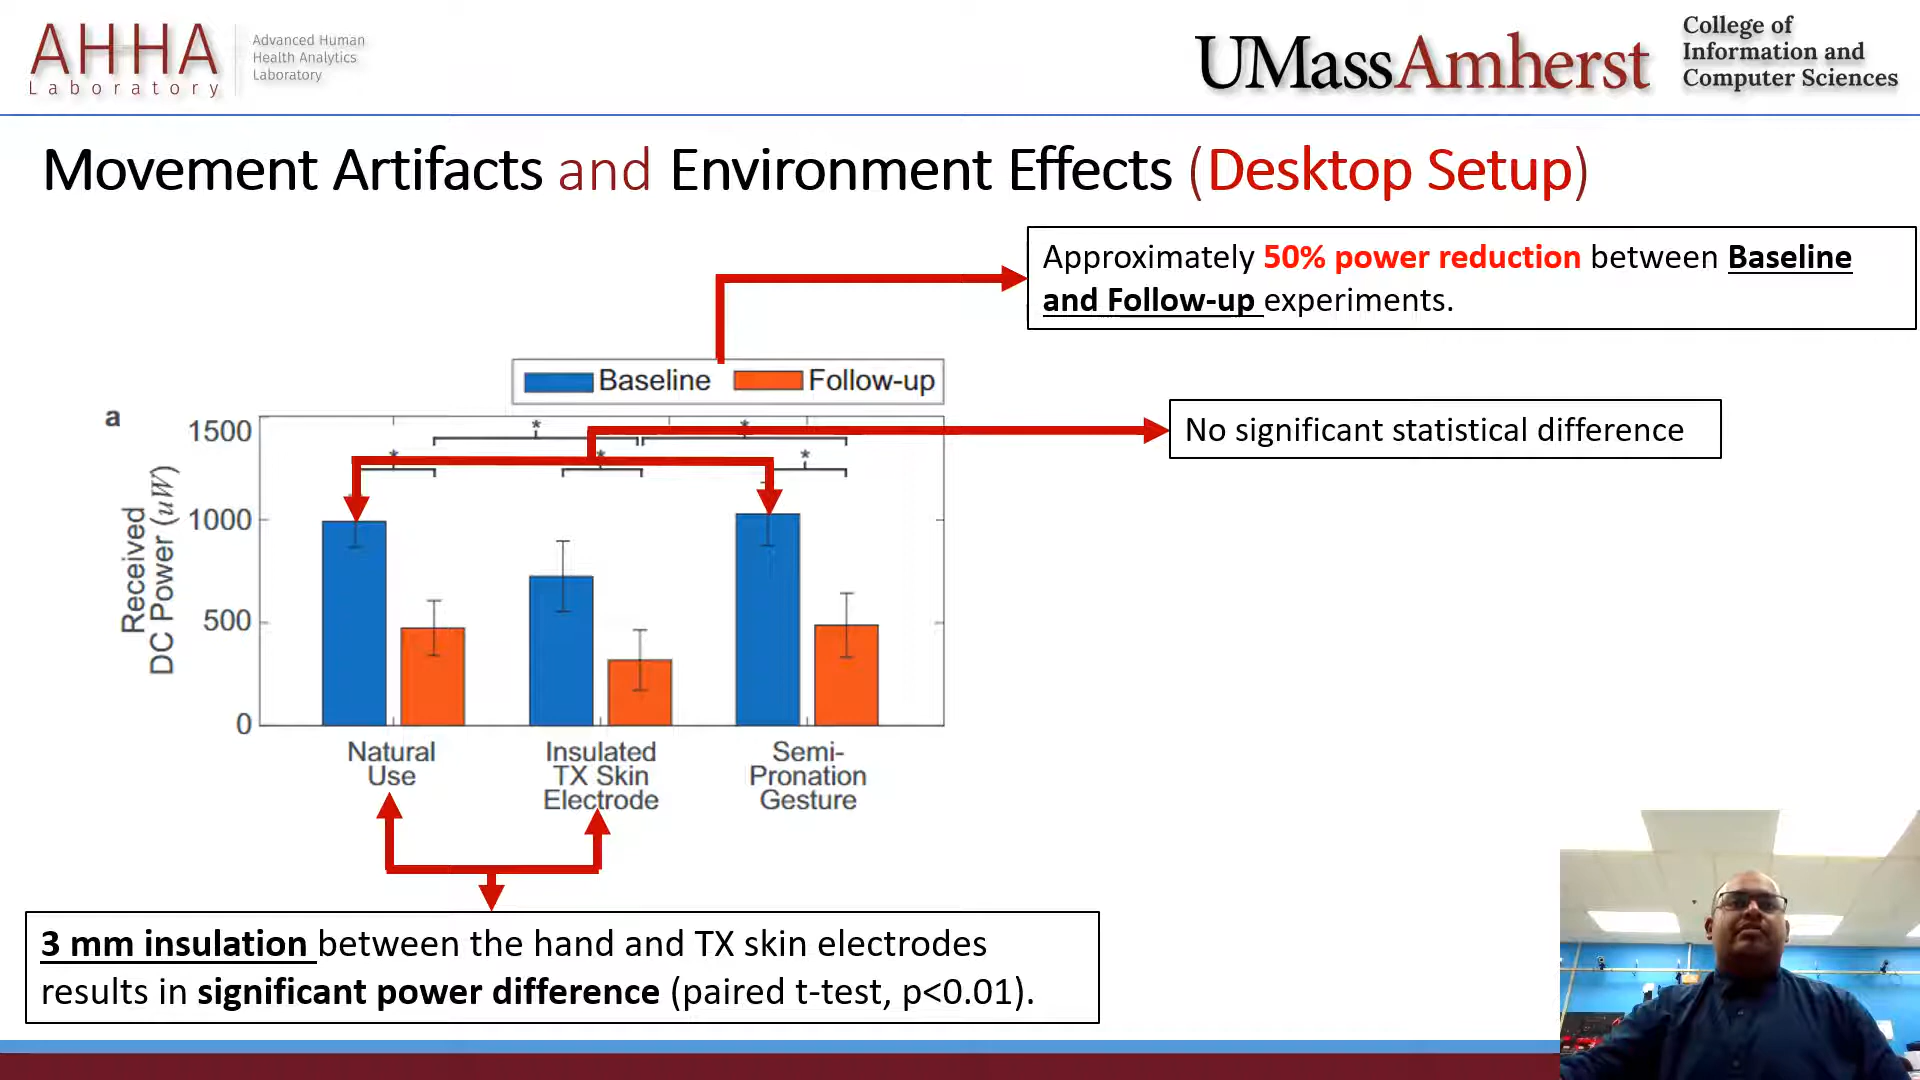 AHHA
Laboratory
Advanced Human
Health Analytics
Laboratory
UMassAmherst
College of
Information and
Computer Sciences
Movement Artifacts and Environment Effects (Desktop Setup)
Approximately 50% power reduction between Baseline
and Follow-up experiments.
Baseline
Follow-up
No significant statistical difference
a
Received
DC Power (uW)
1500
1000
500
0
*
*
*
*
*
Natural
Use
Insulated
TX Skin
Electrode
Semi-
Pronation
Gesture
3 mm insulation between the hand and TX skin electrodes
results in significant power difference (paired t-test, p<0.01).